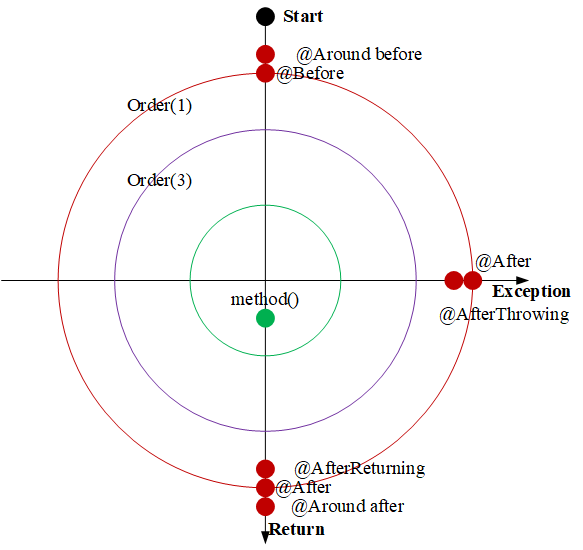 Start
@Around before
@Before
Order(1)
Order(3)
@After
Exception
method()
@AfterThrowing
@AfterReturning
@After
@Around after
Return